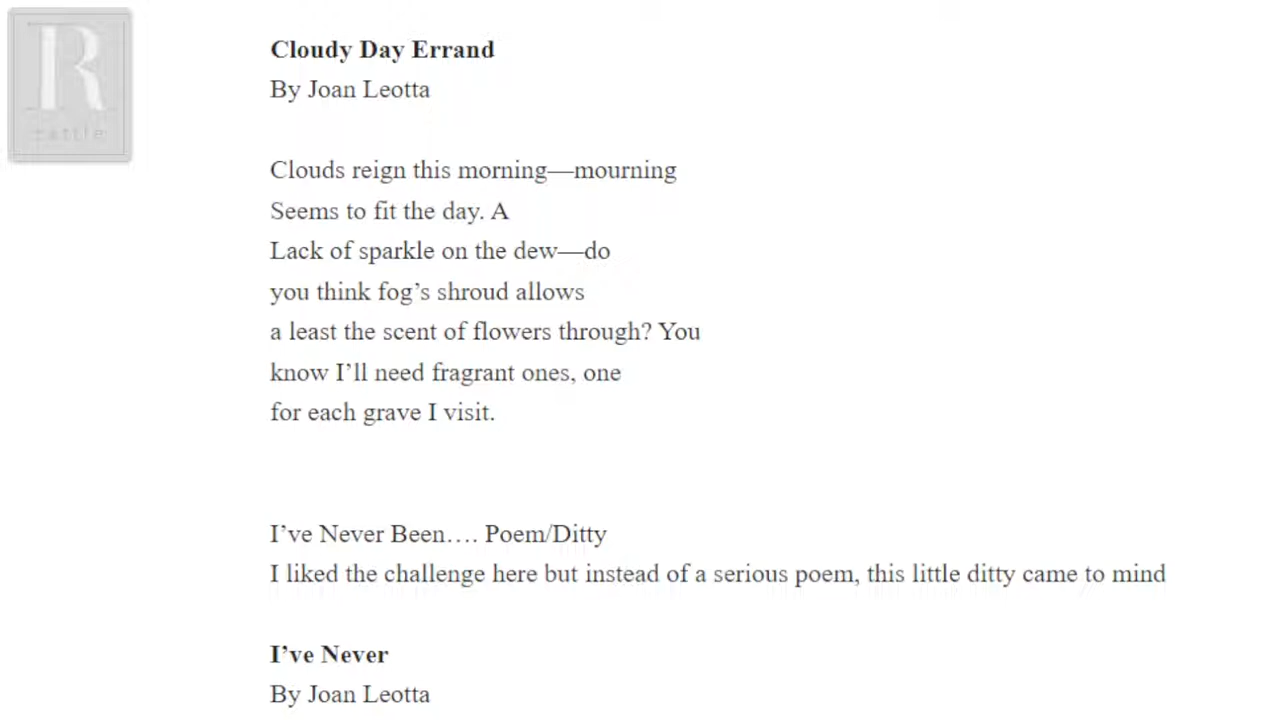 R
rattle
Cloudy Day Errand
By Joan Leotta
Clouds reign this morning—mourning
Seems to fit the day. A
Lack of sparkle on the dew—do
you think fog’s shroud allows
a least the scent of flowers through? You
know I’ll need fragrant ones, one
for each grave I visit.
I’ve Never Been…. Poem/Ditty
I liked the challenge here but instead of a serious poem, this little ditty came to mind
I’ve Never
By Joan Leotta